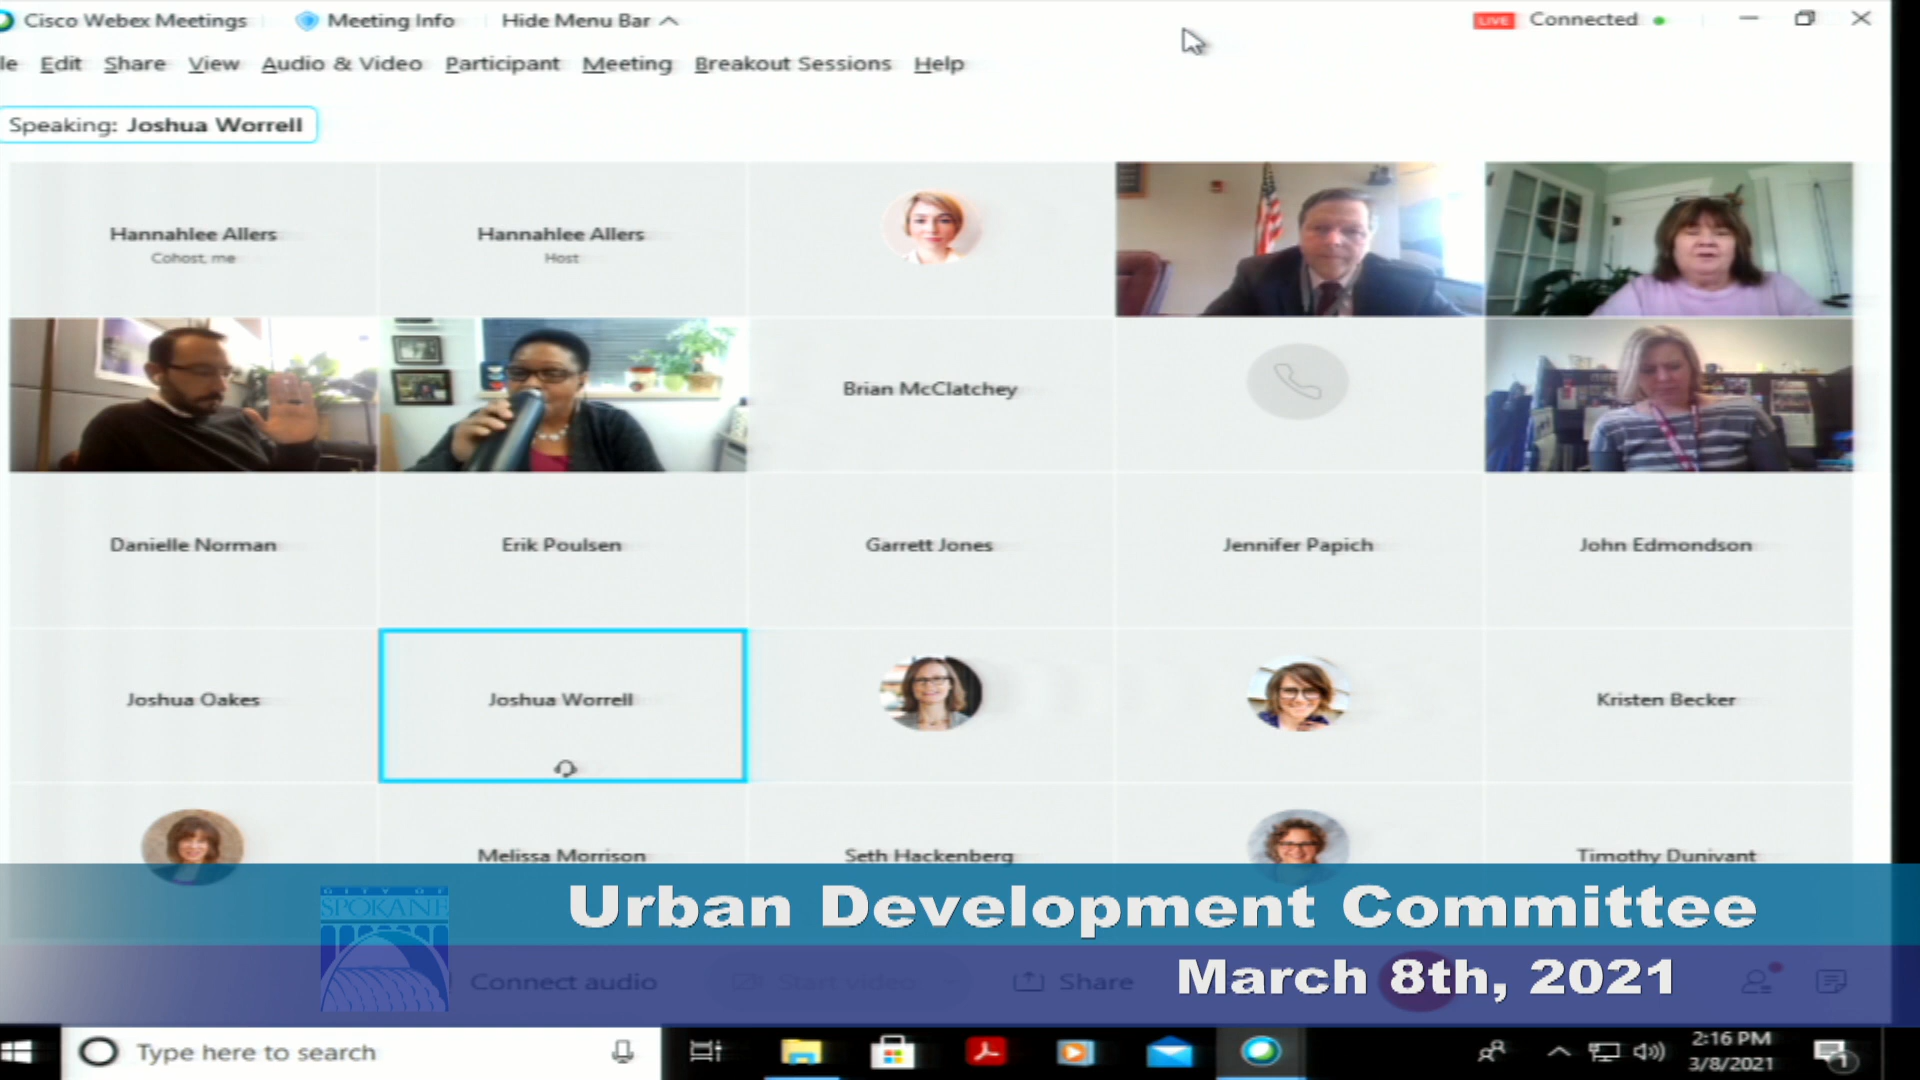 Cisco Webex Meetings
Meeting Info
Hide Menu Bar
LIVE
Connected
le Edit Share View Audio & Video Participant Meeting Breakout Sessions Help
Speaking: Joshua Worrell
Hannahlee Allers
Cohost, me
Hannahlee Allers
Host
Brian McClatchey
Danielle Norman
Erik Poulsen
Garrett Jones
Jennifer Papich
John Edmondson
Joshua Oakes
Joshua Worrell
Kristen Becker
Melissa Morrison
Seth Hackenberg
Timothy Dunivant
CITY OF
SPOKANE
Urban Development Committee
Connect audio
Start video
Share
March 8th, 2021
Type here to search
2:16 PM
3/8/2021
1